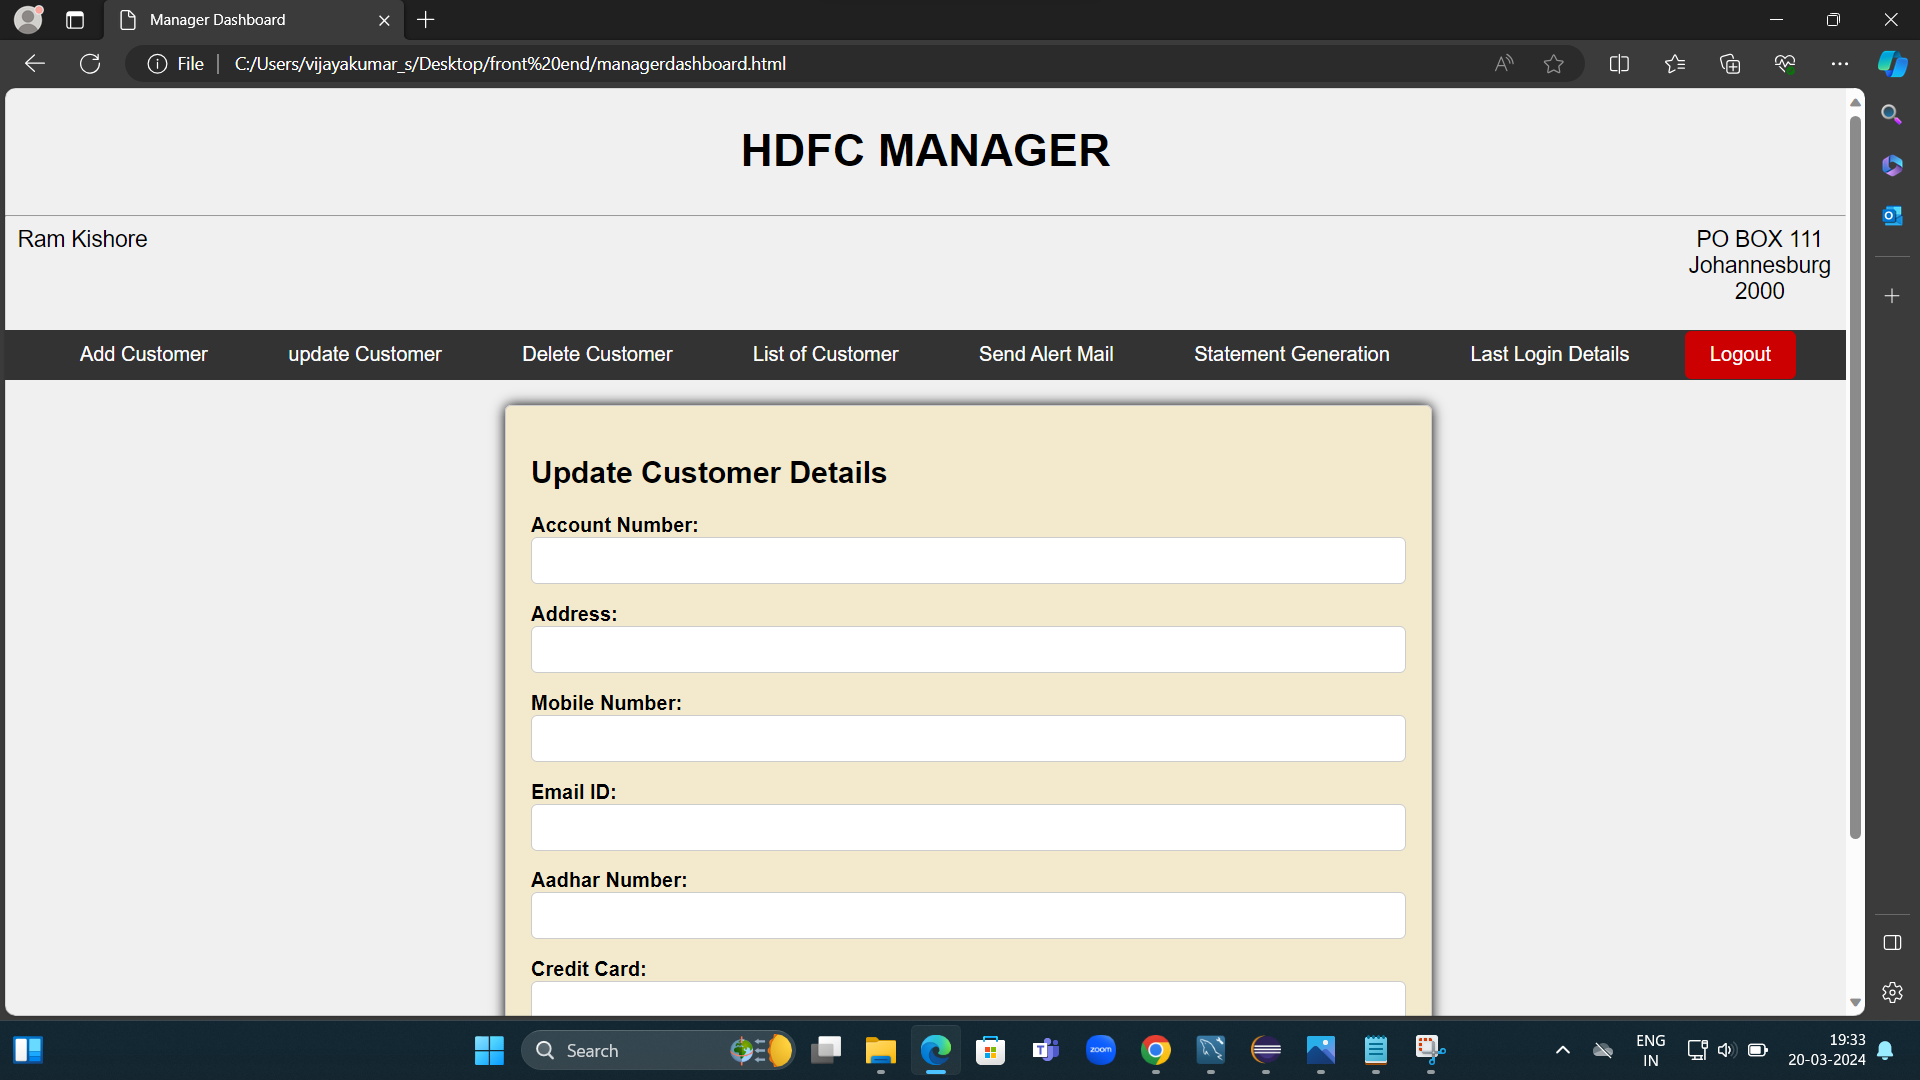 Manager Dashboard
File
C:/Users/vijayakumar_s/Desktop/front%20end/managerdashboard.html
HDFC MANAGER
Ram Kishore
PO BOX 111
Johannesburg
2000
Add Customer
update Customer
Delete Customer
List of Customer
Send Alert Mail
Statement Generation
Last Login Details
Logout
Update Customer Details
Account Number:
Address:
Mobile Number:
Email ID:
Aadhar Number:
Credit Card:
Search
zoom
ENG
IN
19:33
20-03-2024